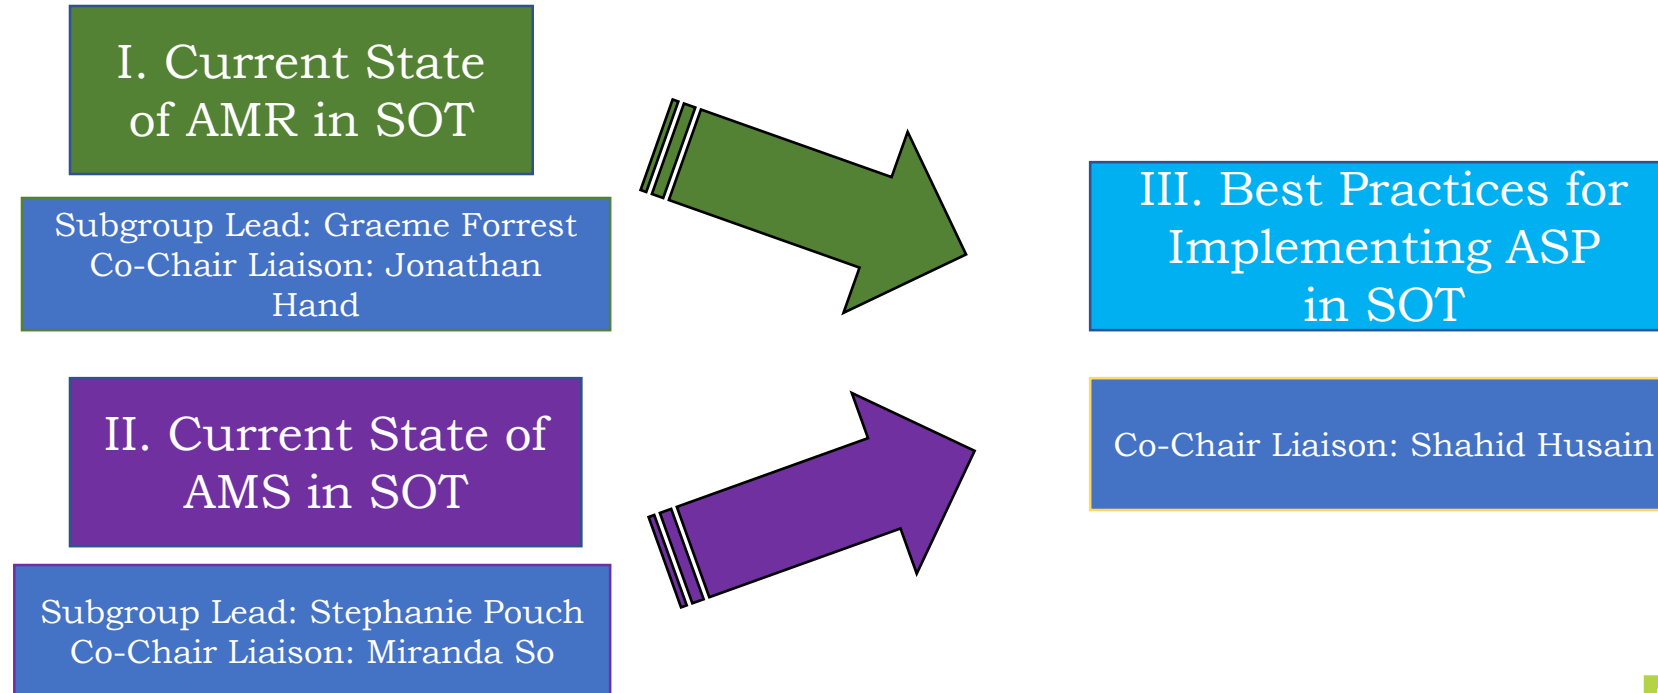 I. Current State
of AMR in SOT
Subgroup Lead: Graeme Forrest
Co-Chair Liaison: Jonathan
Hand
II. Current State of
AMS in SOT
Subgroup Lead: Stephanie Pouch
Co-Chair Liaison: Miranda So
III. Best Practices for
Implementing ASP
in SOT
Co-Chair Liaison: Shahid Husain